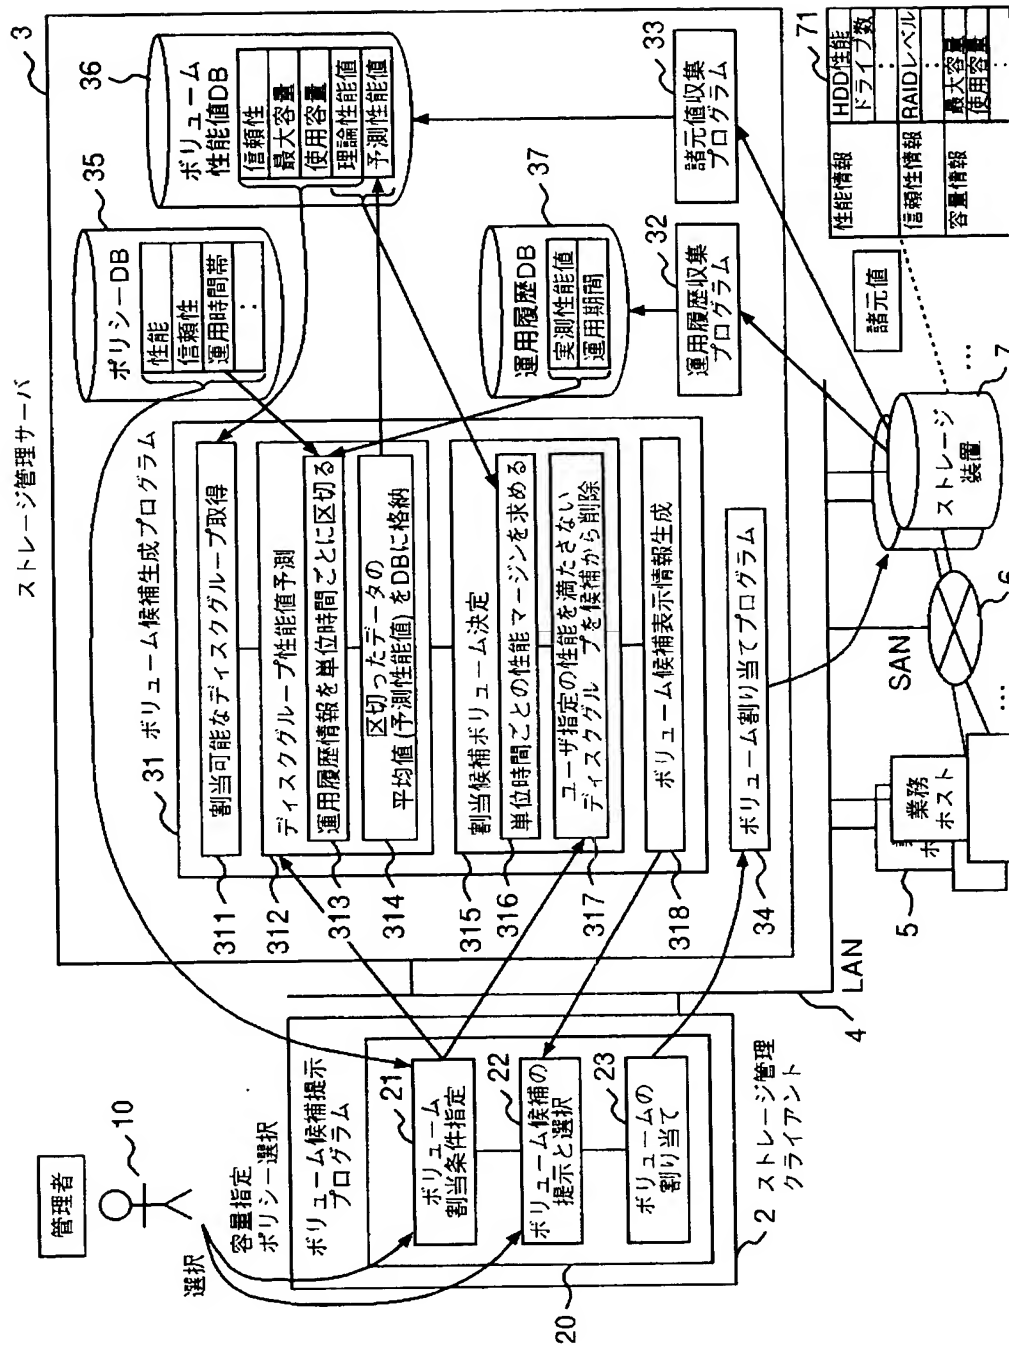 ストレージ管理サーバ
3
管理者
10
選択
容量指定
ポリシー選択
ボリューム候補提示
プログラム
21
ボリューム
割当条件指定
22
ボリューム候補の
提示と選択
23
ボリュームの
割り当て
20
2 ストレージ管理
クライアント
4
LAN
31 ボリューム候補生成プログラム
311
割当可能なディスクグループ取得
312
ディスクグループ性能値予測
313
運用履歴情報を単位時間ごとに区切る
314
区切ったデータの
平均値(予測性能値)をDBに格納
315
割当候補ボリューム決定
316
単位時間ごとの性能マージンを求める
317
ユーザ指定の性能を満たさない
ディスクグル プを候補から削除
318
ボリューム候補表示情報生成
34
ボリューム割り当てプログラム
35
ポリシーDB
性能
信頼性
運用時間帯
:
36
ボリューム
性能値DB
信頼性
最大容量
使用容量
理論性能値
予測性能値
37
運用履歴DB
実測性能値
運用期間
32
運用履歴収集
プログラム
33
諸元値収集
プログラム
5
業務
ホスト
ホ
...
SAN
6
7
ストレージ
装置
...
諸元値
71
性能情報
HDD性能
ドライブ数
:
信頼性情報
RAIDレベル
:
容量情報
最大容量
使用容量
: